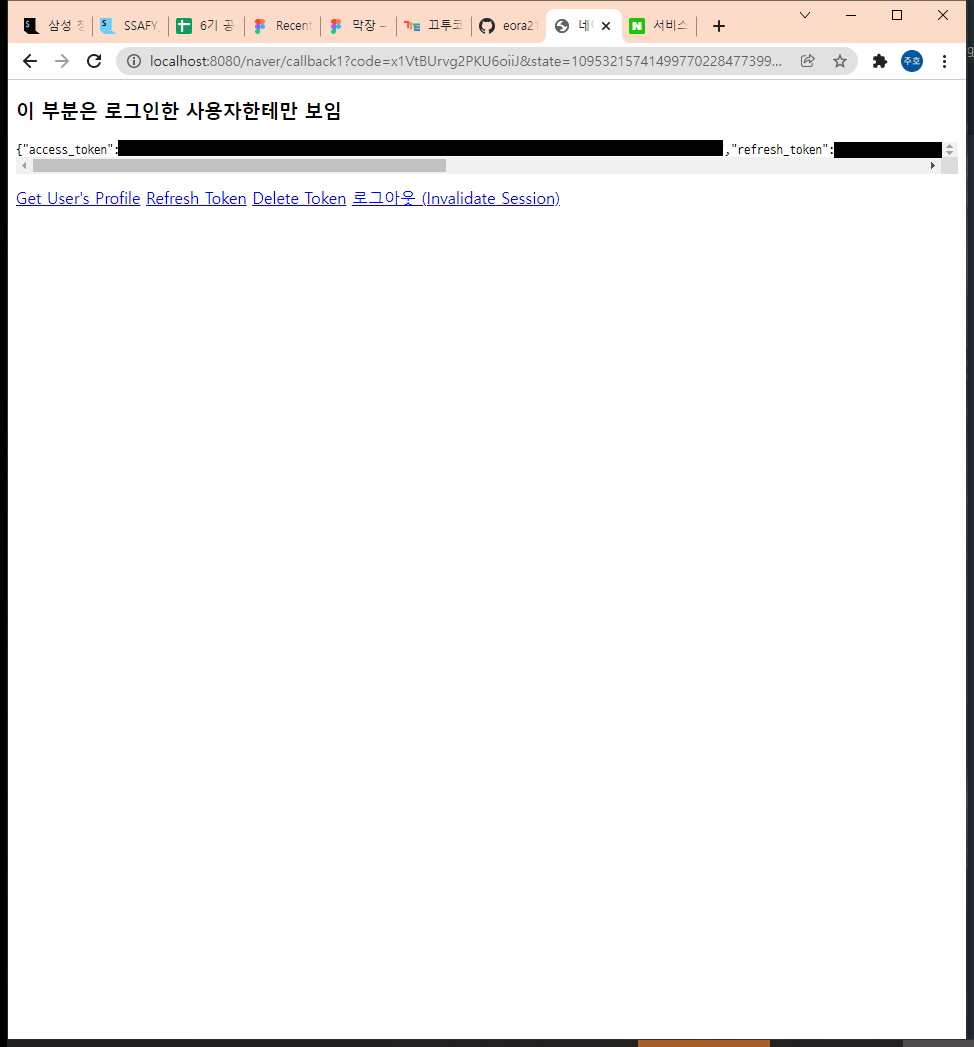 삼성 SSAFY 6기 공 Recent 막장 - 끄투코 eora21 네이 서비스
localhost:8080/naver/callback1?code=x1VtBUrvg2PKU6oiiJ&state=10953215741499770228477399...
주호
이 부분은 로그인한 사용자한테만 보임
{"access_token": ,"refresh_token":
Get User's Profile Refresh Token Delete Token 로그아웃 (Invalidate Session)